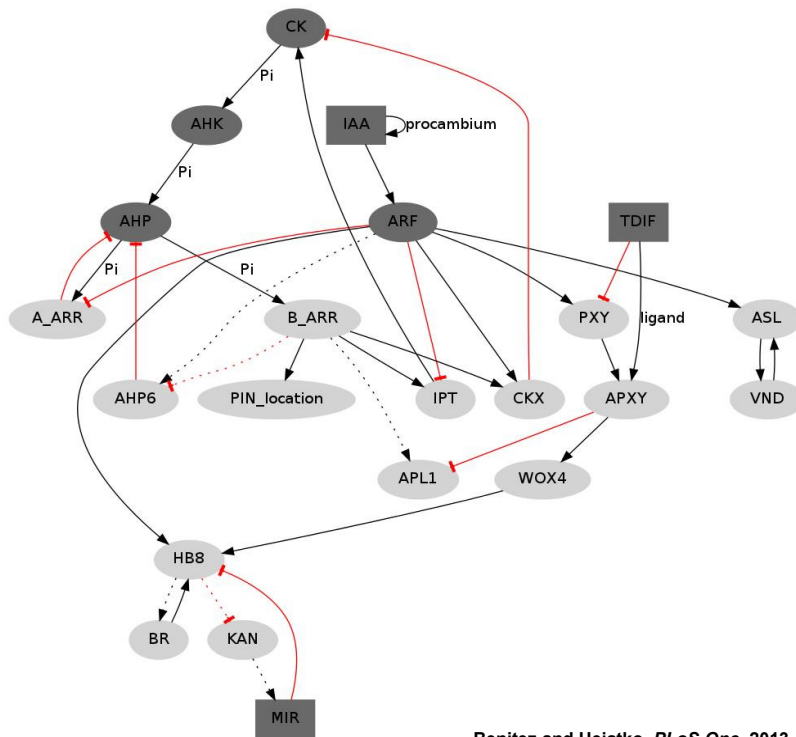 CK
Pi
AHK
IAA
procambium
Pi
AHP
ARF
TDIF
Pi
Pi
A_ARR
B_ARR
PXY
ligand
ASL
AHP6
PIN_location
IPT
CKX
APXY
VND
APL1
WOX4
HB8
BR
KAN
MIR